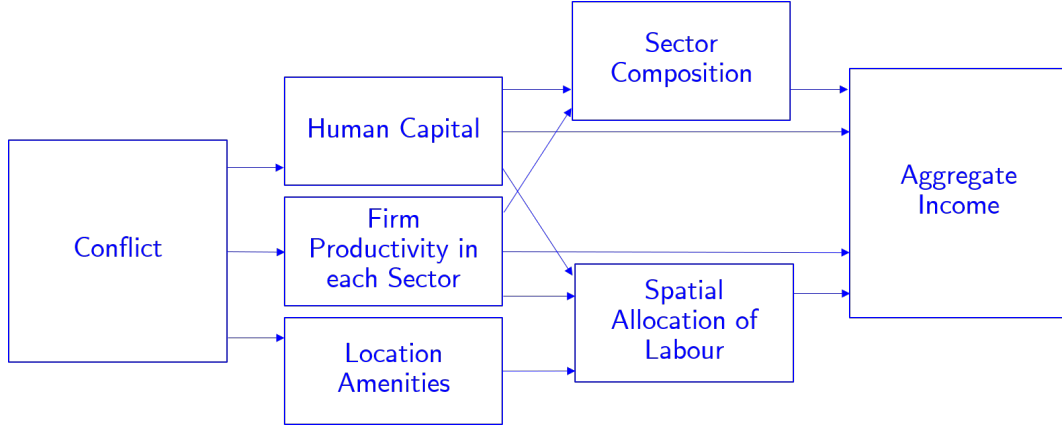 Conflict
Human Capital
Firm
Productivity in
each Sector
Location
Amenities
Sector
Composition
Spatial
Allocation of
Labour
Aggregate
Income